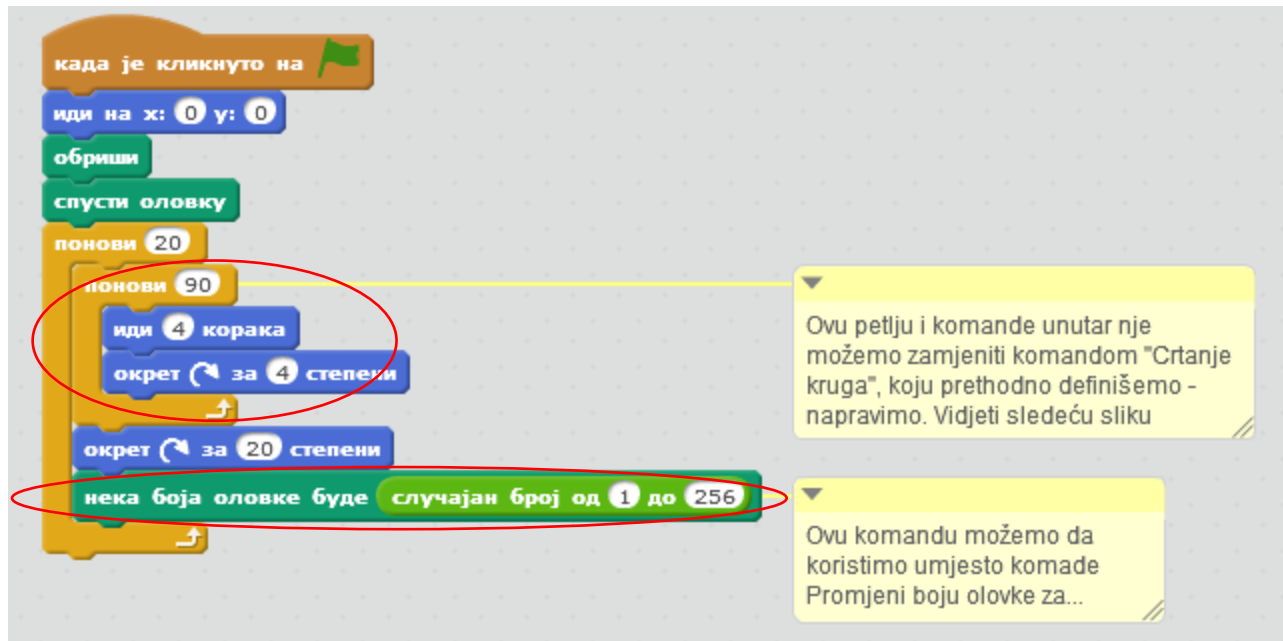 када је кликнуто на
иди на x: 0 y: 0
обриши
спусти оловку
понови 20
понови 90
иди 4 корака
окрет за 4 степени
окрет за 20 степени
нека боја оловке буде случајан број од 1 до 256
Ovu petlju i komande unutar nje
možemo zamjeniti komandom "Crtanje
kruga", koju prethodno definišemo -
napravimo. Vidjeti sledeću sliku
Ovu komandu možemo da
koristimo umjesto komade
Promjeni boju olovke za...